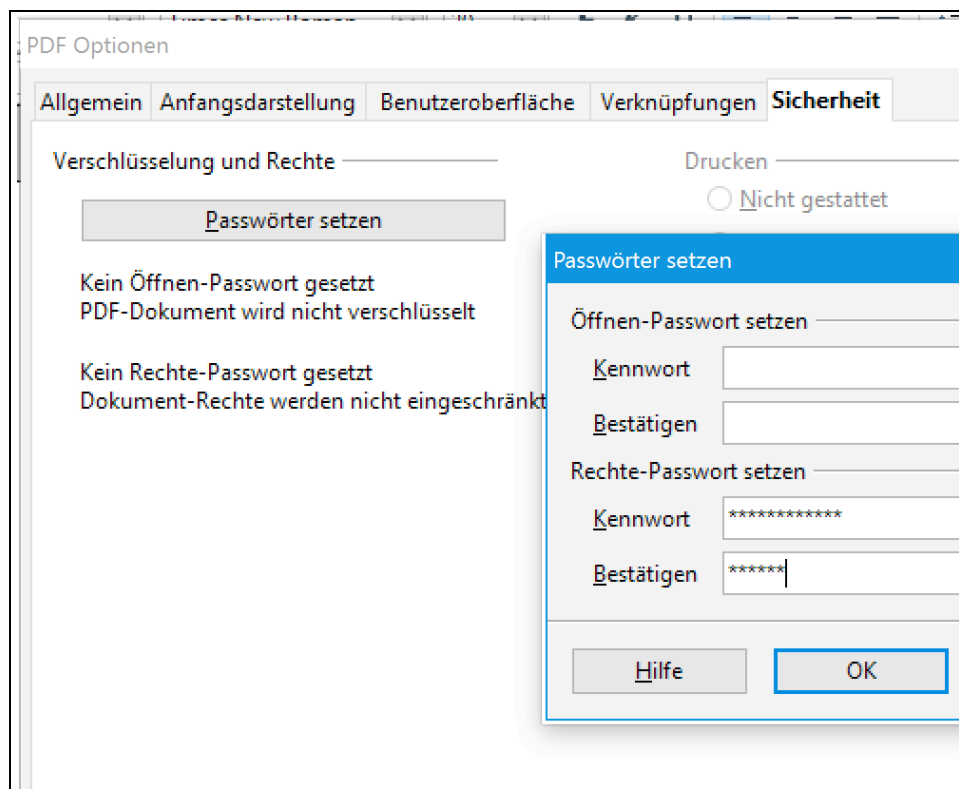 PDF Optionen
Allgemein Anfangsdarstellung Benutzeroberfläche Verknüpfungen Sicherheit
Verschlüsselung und Rechte
Drucken
Nicht gestattet
Passwörter setzen
Kein Öffnen-Passwort gesetzt
PDF-Dokument wird nicht verschlüsselt
Kein Rechte-Passwort gesetzt
Dokument-Rechte werden nicht eingeschränkt
Passwörter setzen
Öffnen-Passwort setzen
Kennwort
Bestätigen
Rechte-Passwort setzen
Kennwort ************
Bestätigen ******
Hilfe OK